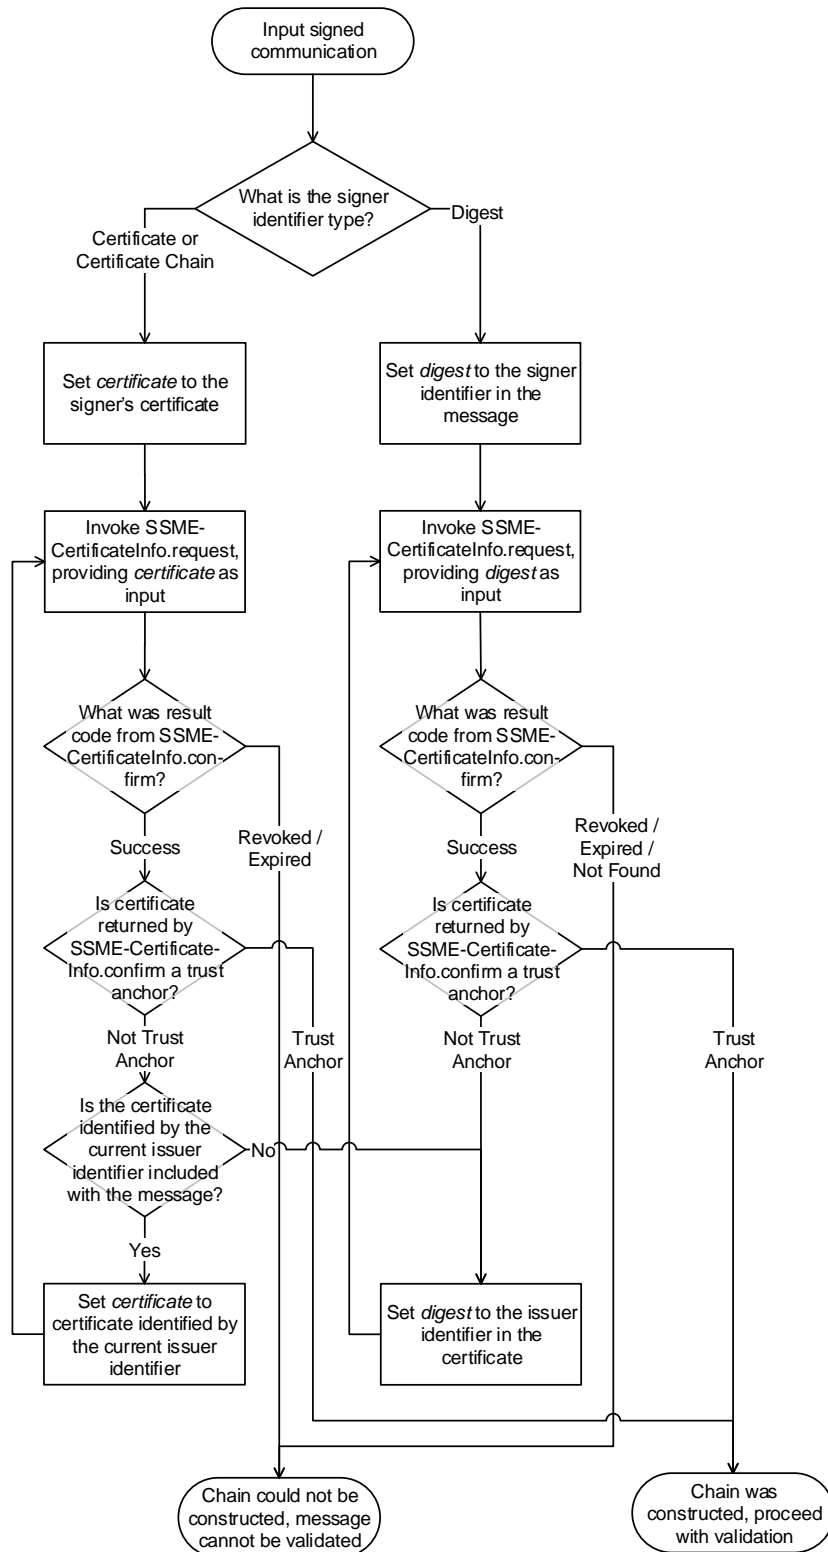 Input signed
communication
What is the signer
identifier type?
Digest
Certificate or
Certificate Chain
Set certificate to the
signer's certificate
Set digest to the signer
identifier in the
message
Invoke SSME-
CertificateInfo.request,
providing certificate as
input
Invoke SSME-
CertificateInfo.request,
providing digest as
input
What was result
code from SSME-
CertificateInfo.con-
firm?
What was result
code from SSME-
CertificateInfo.con-
firm?
Success
Revoked /
Expired
Success
Revoked /
Expired /
Not Found
Is certificate
returned by
SSME-Certificate-
Info.confirm a trust
anchor?
Is certificate
returned by
SSME-Certificate-
Info.confirm a trust
anchor?
Not Trust
Anchor
Trust
Anchor
Not Trust
Anchor
Trust
Anchor
Is the certificate
identified by the
current issuer
identifier included
with the message?
No
Yes
Set certificate to
certificate identified by
the current issuer
identifier
Set digest to the issuer
identifier in the
certificate
Chain could not be
constructed, message
cannot be validated
Chain was
constructed, proceed
with validation